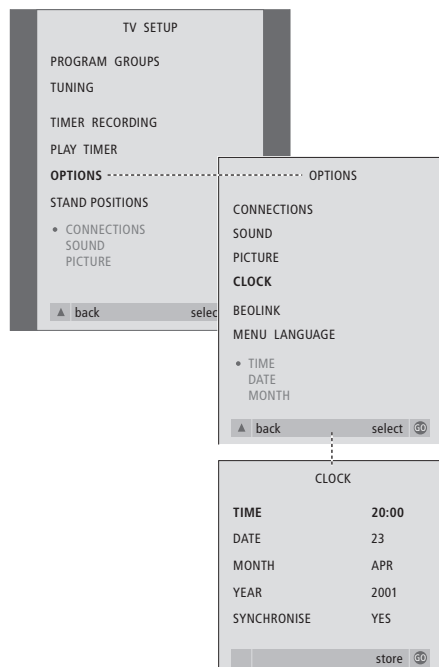 TV SETUP
PROGRAM GROUPS
TUNING
TIMER RECORDING
PLAY TIMER
OPTIONS
STAND POSITIONS
• CONNECTIONS
SOUND
PICTURE
▲ back selec
OPTIONS
CONNECTIONS
SOUND
PICTURE
CLOCK
BEOLINK
MENU LANGUAGE
• TIME
DATE
MONTH
▲ back select GO
CLOCK
TIME 20:00
DATE 23
MONTH APR
YEAR 2001
SYNCHRONISE YES
store GO